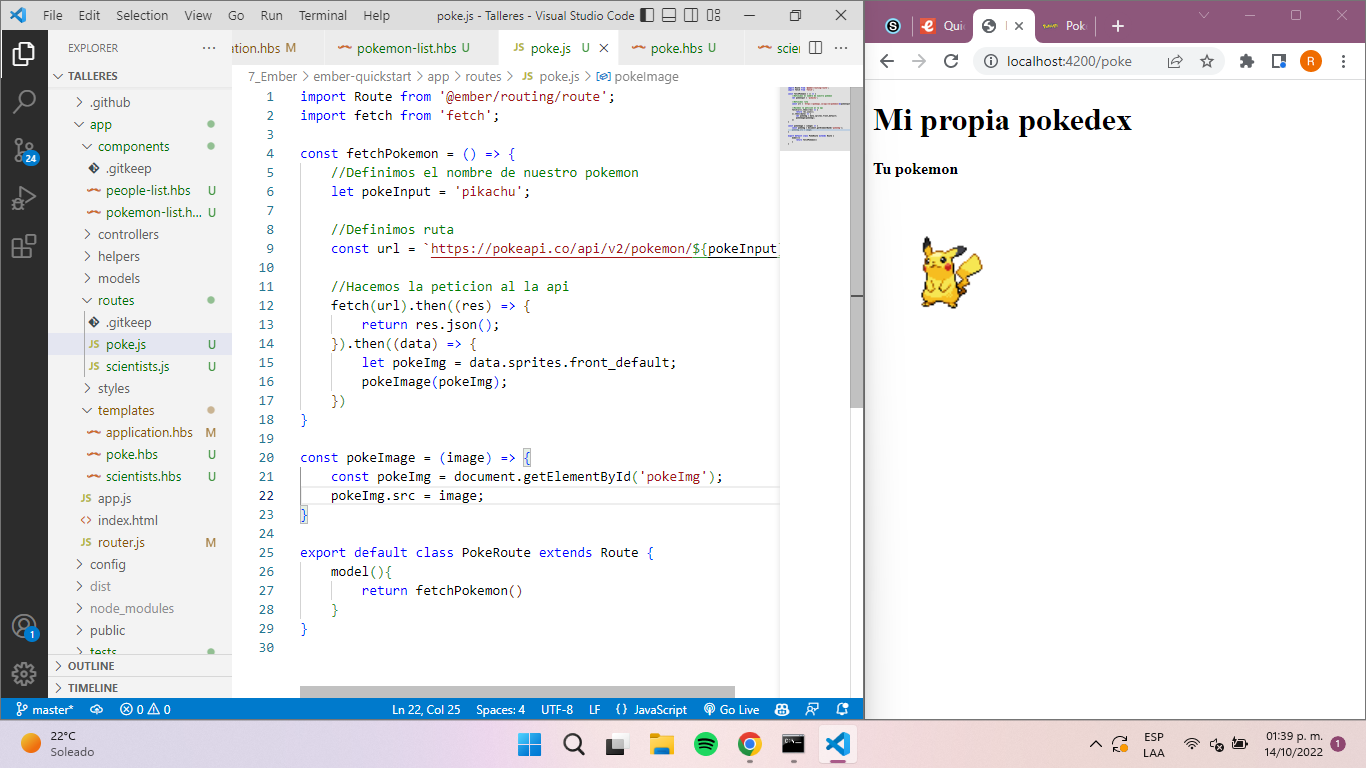 File Edit Selection View Go Run Terminal Help poke.js - Talleres - Visual Studio Code
EXPLORER
TALLERES
.github
app
components
.gitkeep
people-list.hbs U
pokemon-list.h... U
controllers
helpers
models
routes
.gitkeep
JS poke.js U
JS scientists.js U
styles
templates
application.hbs M
poke.hbs U
scientists.hbs U
JS app.js
index.html
JS router.js M
config
dist
node_modules
public
tests
OUTLINE
TIMELINE
24
1
ation.hbs M pokemon-list.hbs U JS poke.js U poke.hbs U scien
7_Ember > ember-quickstart > app > routes > JS poke.js > pokeImage
1 import Route from '@ember/routing/route';
2 import fetch from 'fetch';
3
4 const fetchPokemon = () => {
5 //Definimos el nombre de nuestro pokemon
6 let pokeInput = 'pikachu';
7
8 //Definimos ruta
9 const url = `https://pokeapi.co/api/v2/pokemon/${pokeInput}
10
11 //Hacemos la peticion al la api
12 fetch(url).then((res) => {
13 return res.json();
14 }).then((data) => {
15 let pokeImg = data.sprites.front_default;
16 pokeImage(pokeImg);
17 })
18 }
19
20 const pokeImage = (image) => {
21 const pokeImg = document.getElementById('pokeImg');
22 pokeImg.src = image;
23 }
24
25 export default class PokeRoute extends Route {
26 model(){
27 return fetchPokemon()
28 }
29 }
30
master* 0 0 Ln 22, Col 25 Spaces: 4 UTF-8 LF {} JavaScript Go Live
Quic Pok
localhost:4200/poke R
Mi propia pokedex
Tu pokemon
22°C
Soleado
ESP
LAA
01:39 p. m.
14/10/2022
1